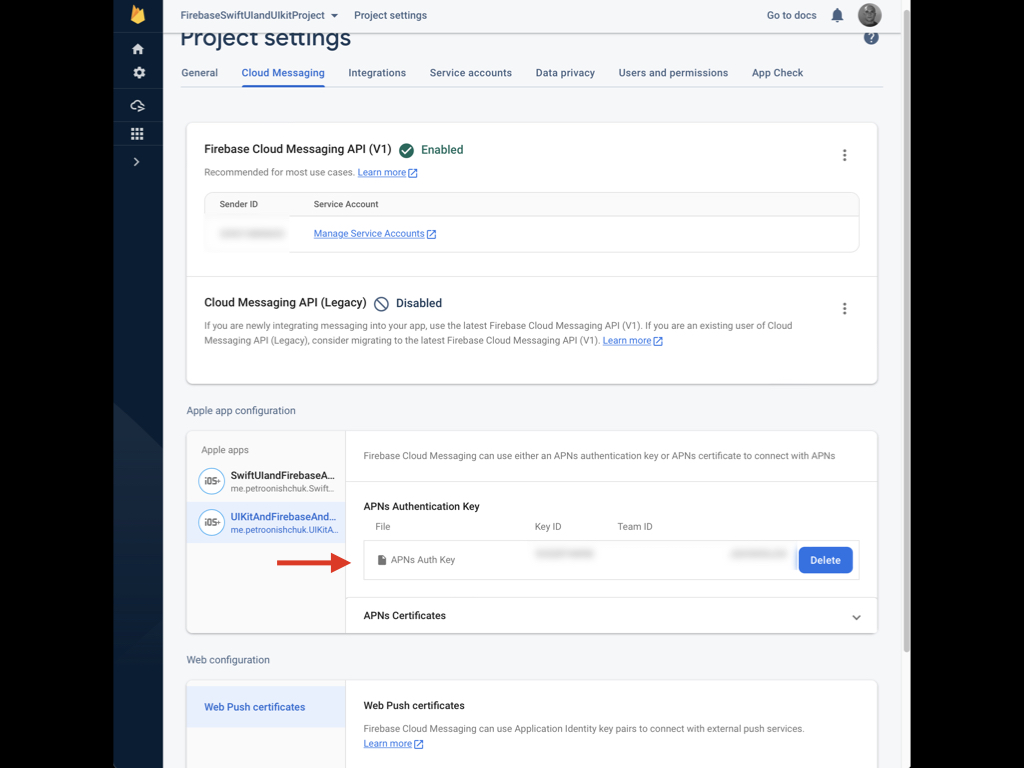 FirebaseSwiftUIandUIkitProject
Project settings
Go to docs
Project settings
?
General
Cloud Messaging
Integrations
Service accounts
Data privacy
Users and permissions
App Check
Firebase Cloud Messaging API (V1)
Enabled
Recommended for most use cases. Learn more
Sender ID
Service Account
Manage Service Accounts
Cloud Messaging API (Legacy)
Disabled
If you are newly integrating messaging into your app, use the latest Firebase Cloud Messaging API (V1). If you are an existing user of Cloud
Messaging API (Legacy), consider migrating to the latest Firebase Cloud Messaging API (V1). Learn more
Apple app configuration
Apple apps
iOS+
SwiftUIandFirebaseA...
me.petroonishchuk.Swift...
iOS+
UIKitAndFirebaseAnd...
me.petroonishchuk.UIKitA...
Firebase Cloud Messaging can use either an APNs authentication key or APNs certificate to connect with APNs
APNs Authentication Key
File
Key ID
Team ID
APNs Auth Key
Delete
APNs Certificates
Web configuration
Web Push certificates
Web Push certificates
Firebase Cloud Messaging can use Application Identity key pairs to connect with external push services.
Learn more